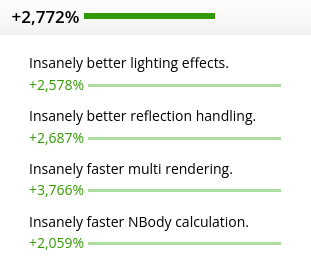 +2,772%
Insanely better lighting effects.
+2,578%
Insanely better reflection handling.
+2,687%
Insanely faster multi rendering.
+3,766%
Insanely faster NBody calculation.
+2,059%